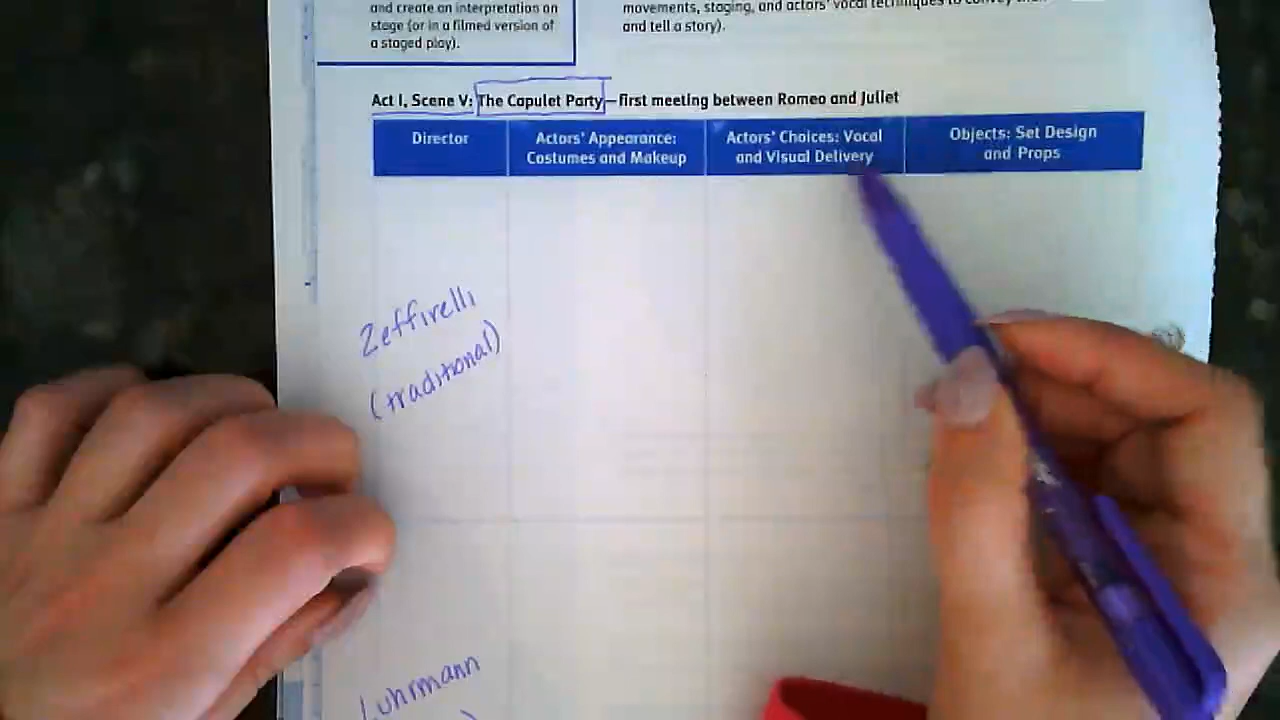 and create an interpretation on
stage (or in a filmed version of
a staged play).
movements, staging, and actors' vocal techniques to convey
and tell a story).
Act I, Scene V: The Capulet Party—first meeting between Romeo and Juliet
Director
Actors' Appearance:
Costumes and Makeup
Actors' Choices: Vocal
and Visual Delivery
Objects: Set Design
and Props
Zeffirelli
(traditional)
Luhrmann